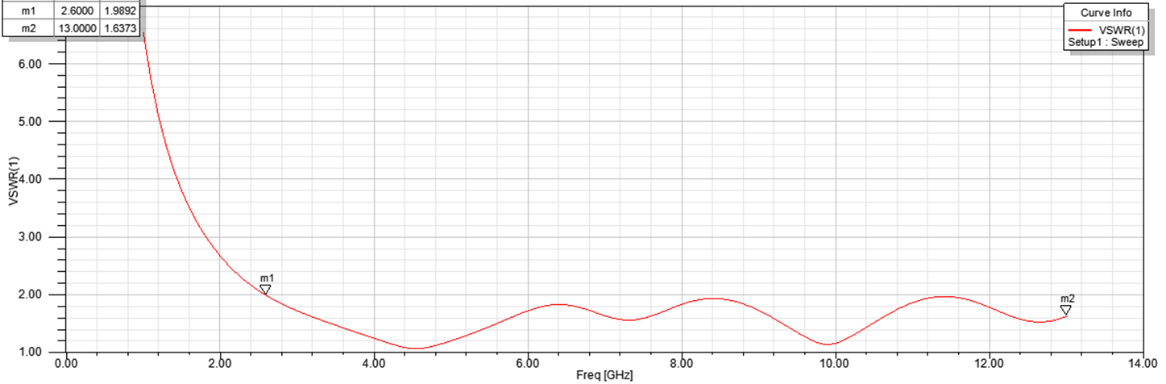 m1 2.6000 1.9892
m2 13.0000 1.6373
Curve Info
VSWR(1)
Setup1 : Sweep
6.00
5.00
4.00
3.00
2.00
1.00
VSWR(1)
m1
m2
0.00 2.00 4.00 6.00 8.00 10.00 12.00 14.00
Freq [GHz]